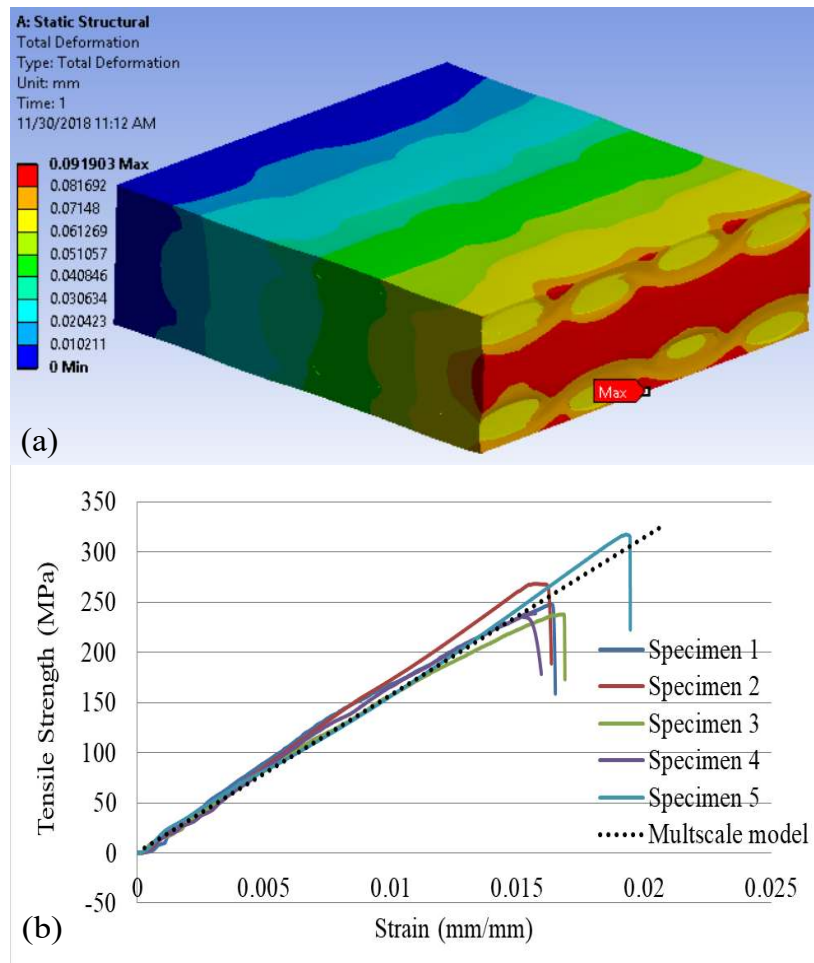 A: Static Structural
Total Deformation
Type: Total Deformation
Unit: mm
Time: 1
11/30/2018 11:12 AM
0.091903 Max
0.081692
0.07148
0.061269
0.051057
0.040846
0.030634
0.020423
0.010211
0 Min
Max
(a)
350
300
250
200
150
100
50
0
-50
Tensile Strength (MPa)
Specimen 1
Specimen 2
Specimen 3
Specimen 4
Specimen 5
Multscale model
0 0.005 0.01 0.015 0.02 0.025
Strain (mm/mm)
(b)